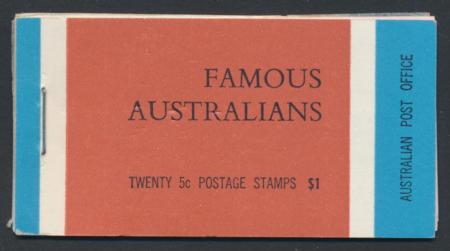 FAMOUS
AUSTRALIANS
TWENTY 5c POSTAGE STAMPS $1
AUSTRALIAN POST OFFICE